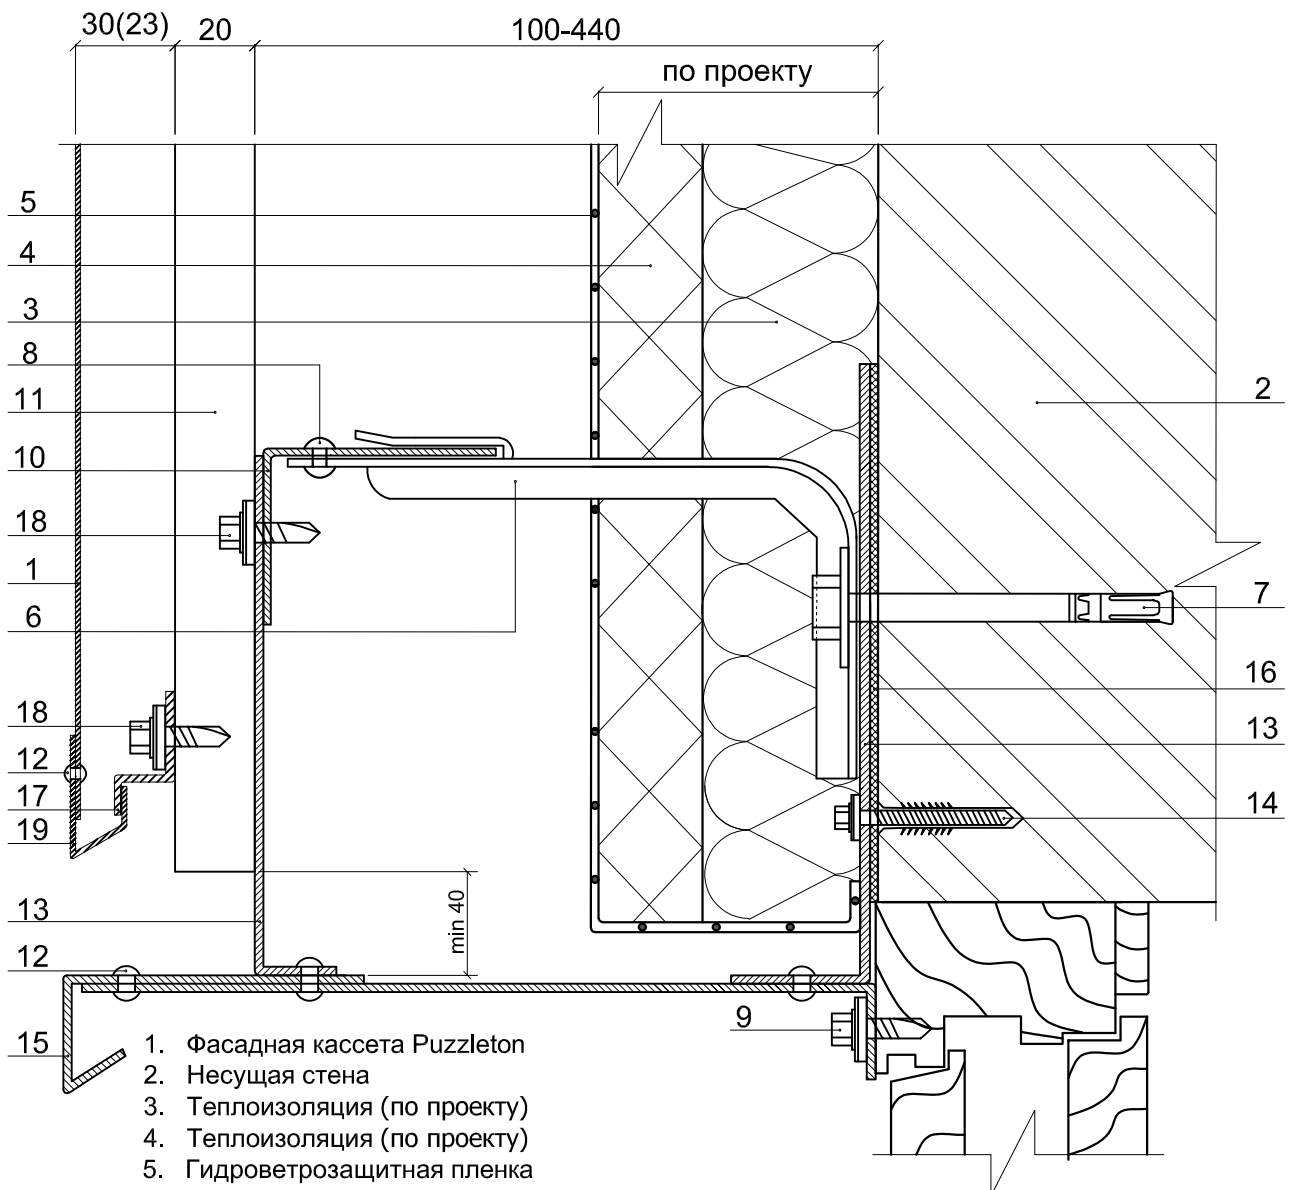 30(23) 20 100-440
по проекту
5
4
3
8
11
2
10
18
1
7
6
16
18
13
12
17
14
19
13
min 40
12
9
15
1. Фасадная кассета Puzzleton
2. Несущая стена
3. Теплоизоляция (по проекту)
4. Теплоизоляция (по проекту)
5. Гидроветрозащитная пленка